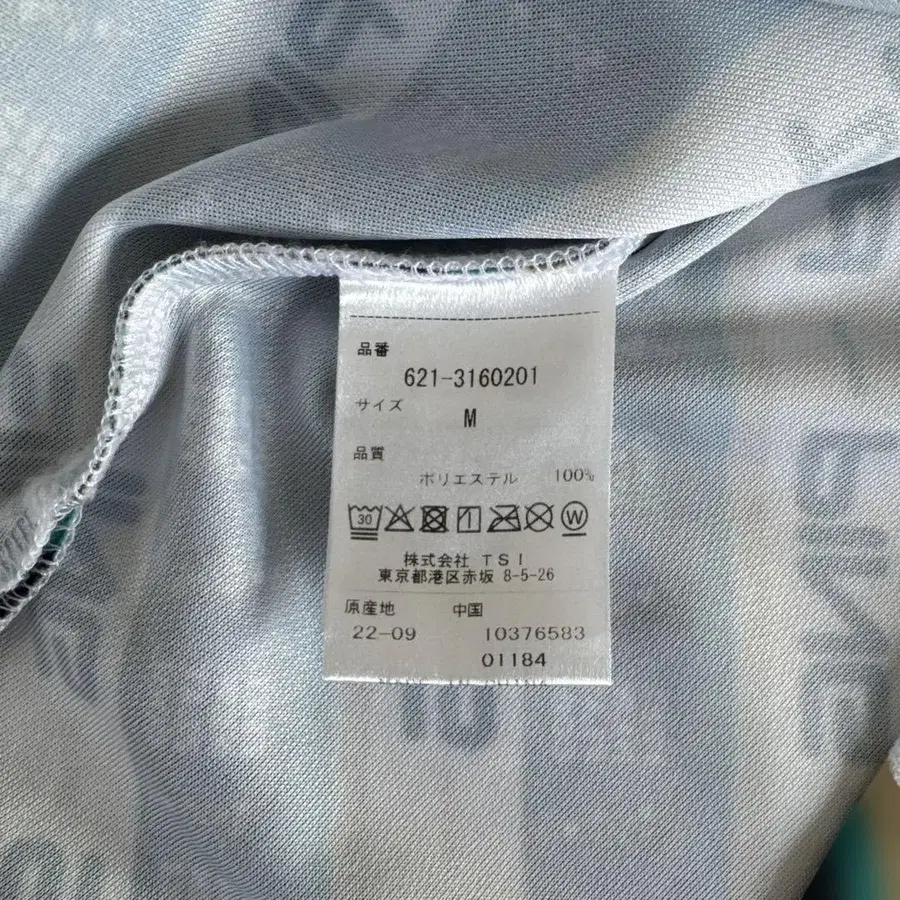 品番
621-3160201
サイズ
M
品質
ポリエステル 100%
30
W
株式会社 TSI
東京都港区赤坂 8-5-26
原産地 中国
22-09 10376583
01184